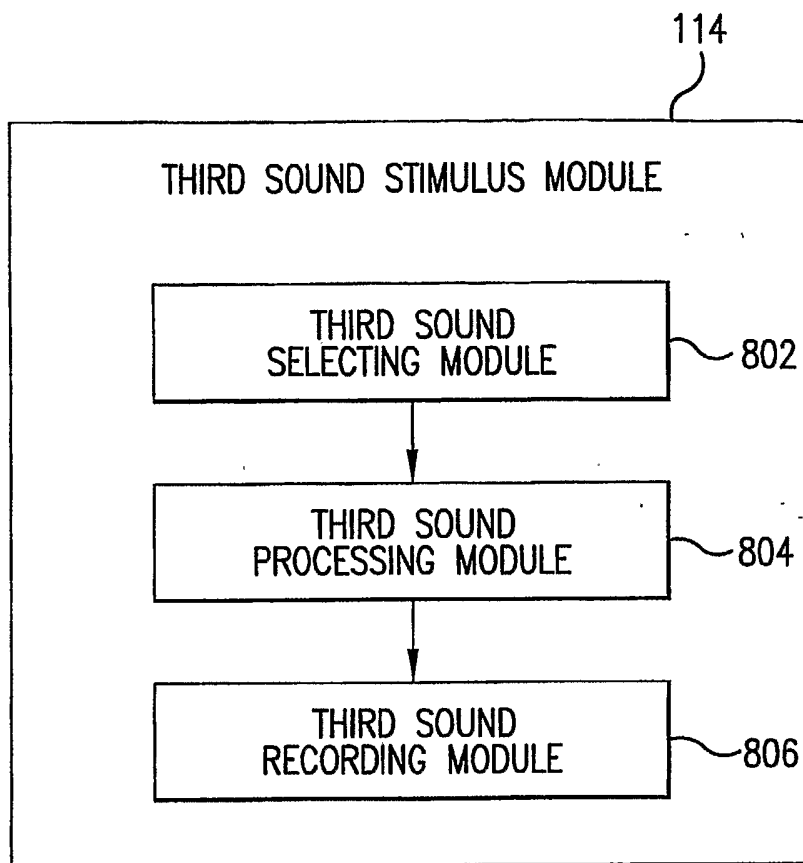 114
THIRD SOUND STIMULUS MODULE
THIRD SOUND
SELECTING MODULE
802
THIRD SOUND
PROCESSING MODULE
804
THIRD SOUND
RECORDING MODULE
806